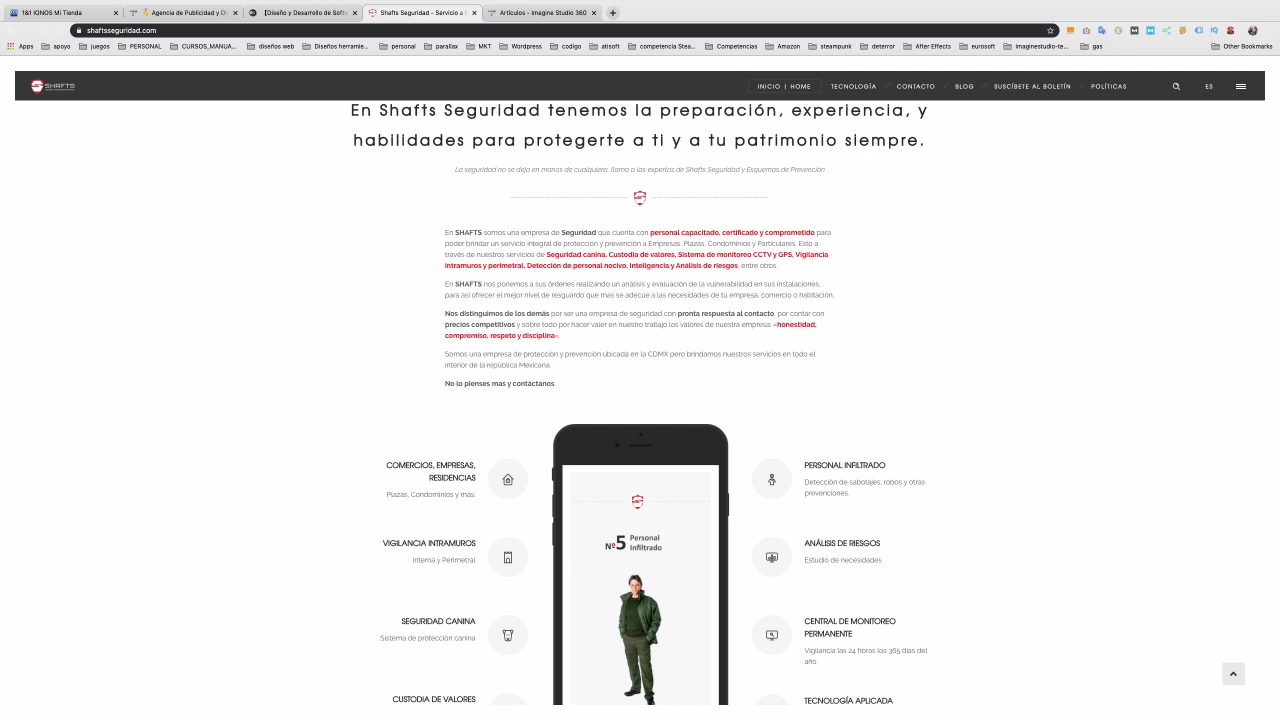 1&1 IONOS Mi Tienda
Agencia de Publicidad y Di
[Diseño y Desarrollo de Softw
Shafts Seguridad - Servicio a
Artículos - Imagine Studio 360
shaftsseguridad.com
Apps apoyo juegos PERSONAL CURSOS_MANUA... diseños web Diseños herramie... personal parallax MKT Wordpress codigo atisoft competencia Stea... Competencias Amazon steampunk deterror After Effects eurosoft imaginestudio-te... gas Other Bookmarks
SHAFTS
INICIO | HOME TECNOLOGÍA CONTACTO BLOG SUSCÍBETE AL BOLETÍN POLÍTICAS ES
En Shafts Seguridad tenemos la preparación, experiencia, y
habilidades para protegerte a ti y a tu patrimonio siempre.
La seguridad no se deja en manos de cualquiera, llama a los expertos de Shafts Seguridad y Esquemas de Prevención
En SHAFTS somos una empresa de Seguridad que cuenta con personal capacitado, certificado y comprometido para
poder brindar un servicio integral de protección y prevención a Empresas, Plazas, Condominios y Particulares. Esto a
través de nuestros servicios de Seguridad canina, Custodia de valores, Sistema de monitoreo CCTV y GPS, Vigilancia
intramuros y perimetral, Detección de personal nocivo, Inteligencia y Análisis de riesgos, entre otros.
En SHAFTS nos ponemos a sus órdenes realizando un análisis y evaluación de la vulnerabilidad en sus instalaciones,
para así ofrecer el mejor nivel de resguardo que mas se adecúe a las necesidades de tu empresa, comercio o habitación.
Nos distinguimos de los demás por ser una empresa de seguridad con pronta respuesta al contacto, por contar con
precios competitivos y sobre todo por hacer valer en nuestro trabajo los valores de nuestra empresa: «honestidad,
compromiso, respeto y disciplina».
Somos una empresa de protección y prevención ubicada en la CDMX pero brindamos nuestros servicios en todo el
interior de la república Mexicana.
No lo pienses mas y contáctanos.
COMERCIOS, EMPRESAS,
RESIDENCIAS
Plazas, Condominios y mas.
VIGILANCIA INTRAMUROS
Interna y Perimetral
SEGURIDAD CANINA
Sistema de protección canina
CUSTODIA DE VALORES
Nº5 Personal
Infiltrado
PERSONAL INFILTRADO
Detección de sabotajes, robos y otras
prevenciones.
ANÁLISIS DE RIESGOS
Estudio de necesidades
CENTRAL DE MONITOREO
PERMANENTE
Vigilancia las 24 horas los 365 días del
año
TECNOLOGÍA APLICADA